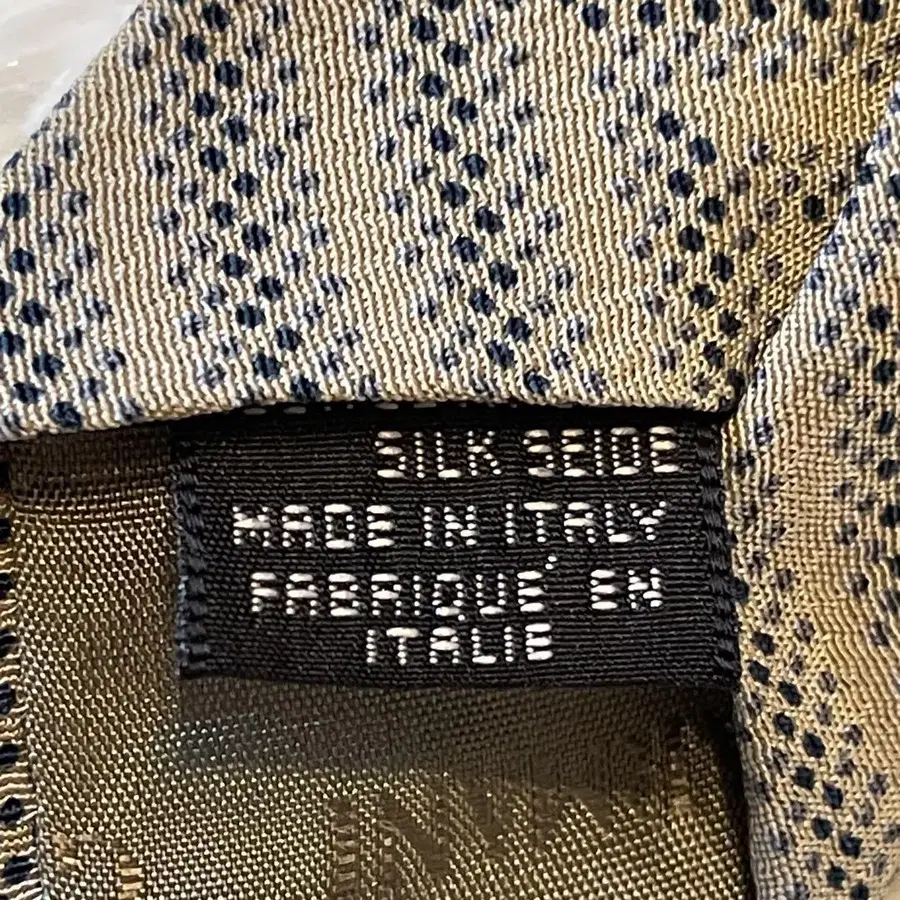 SILK SEIDE
MADE IN ITALY
FABRIQUÉ EN
ITALIE